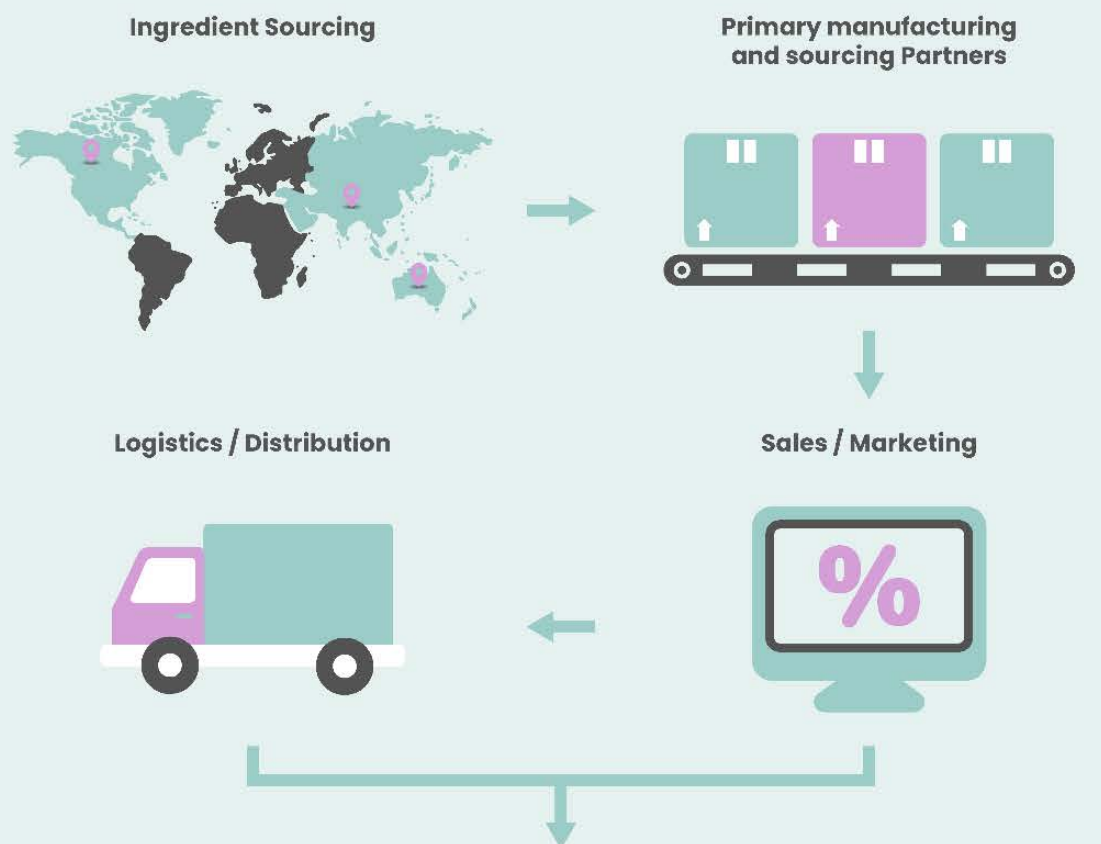 Ingredient Sourcing
Primary manufacturing
and sourcing Partners
Logistics / Distribution
Sales / Marketing
%